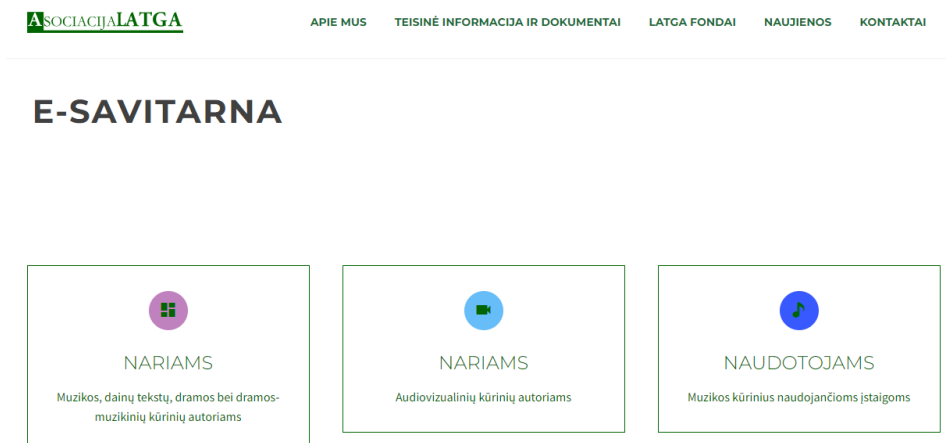 ASOCIACIJALATGA
APIE MUS
TEISINĖ INFORMACIJA IR DOKUMENTAI
LATGA FONDAI
NAUJIENOS
KONTAKTAI
E-SAVITARNA
NARIAMS
Muzikos, dainų tekstų, dramos bei dramos-
muzikinių kūrinių autoriams
NARIAMS
Audiovizualinių kūrinių autoriams
NAUDOTOJAMS
Muzikos kūrinius naudojančioms įstaigoms